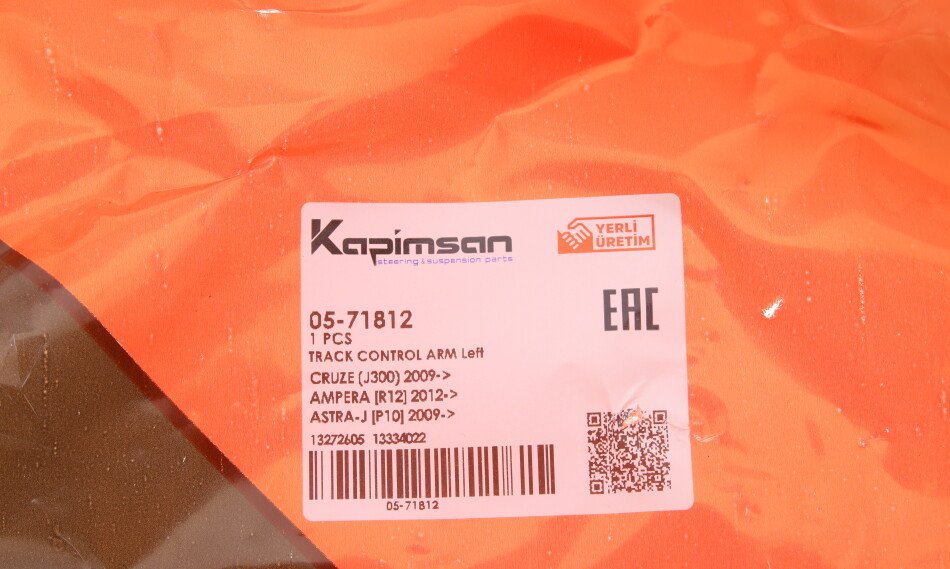 Kapimsan
steering & suspension parts
YERLİ
ÜRETİM
EAC
05-71812
1 PCS
TRACK CONTROL ARM Left
CRUZE (J300) 2009->
AMPERA [R12] 2012->
ASTRA-J [P10] 2009->
13272605 13334022
05-71812